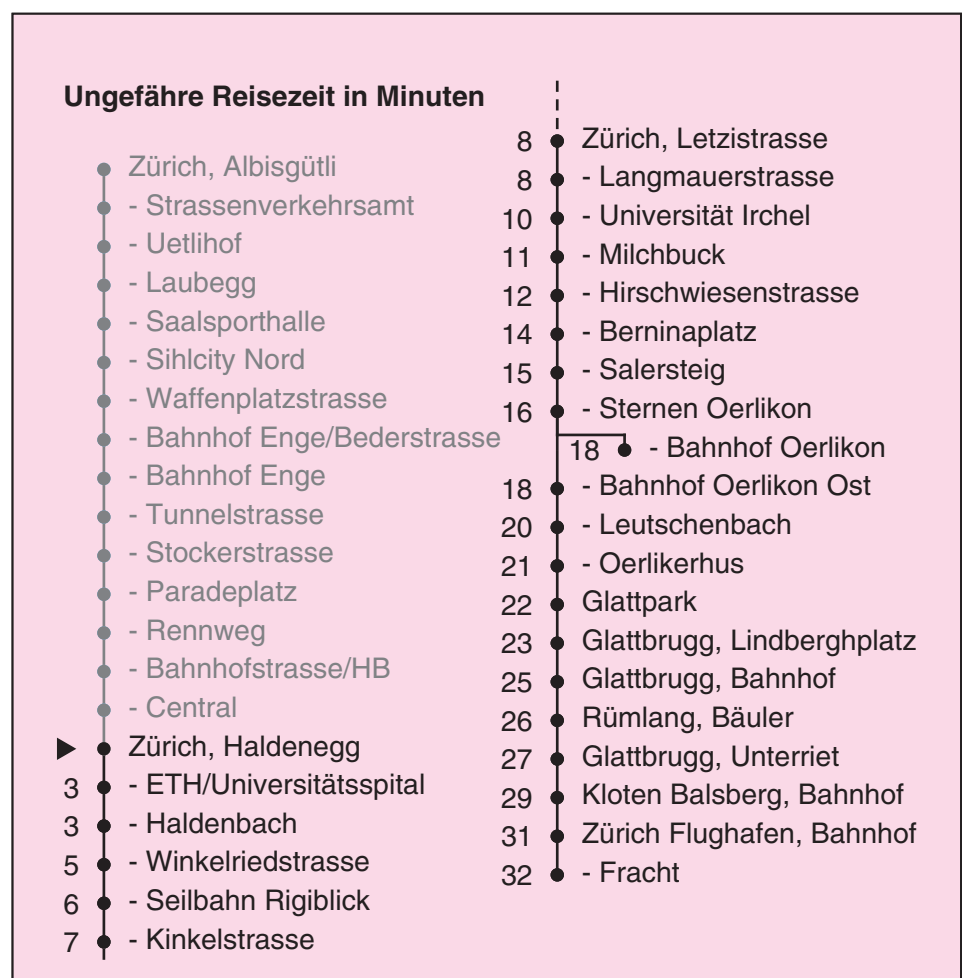 Ungefähre Reisezeit in Minuten
Zürich, Albisgütli
- Strassenverkehrsamt
- Uetlihof
- Laubegg
- Saalsporthalle
- Sihlcity Nord
- Waffenplatzstrasse
- Bahnhof Enge/Bederstrasse
- Bahnhof Enge
- Tunnelstrasse
- Stockerstrasse
- Paradeplatz
- Rennweg
- Bahnhofstrasse/HB
- Central
Zürich, Haldenegg
3 - ETH/Universitätsspital
3 - Haldenbach
5 - Winkelriedstrasse
6 - Seilbahn Rigiblick
7 - Kinkelstrasse
8 Zürich, Letzistrasse
8 - Langmauerstrasse
10 - Universität Irchel
11 - Milchbuck
12 - Hirschwiesenstrasse
14 - Berninaplatz
15 - Salersteig
16 - Sternen Oerlikon
18 - Bahnhof Oerlikon
18 - Bahnhof Oerlikon Ost
20 - Leutschenbach
21 - Oerlikerhus
22 Glattpark
23 Glattbrugg, Lindberghplatz
25 Glattbrugg, Bahnhof
26 Rümlang, Bäuler
27 Glattbrugg, Unterriet
29 Kloten Balsberg, Bahnhof
31 Zürich Flughafen, Bahnhof
32 - Fracht